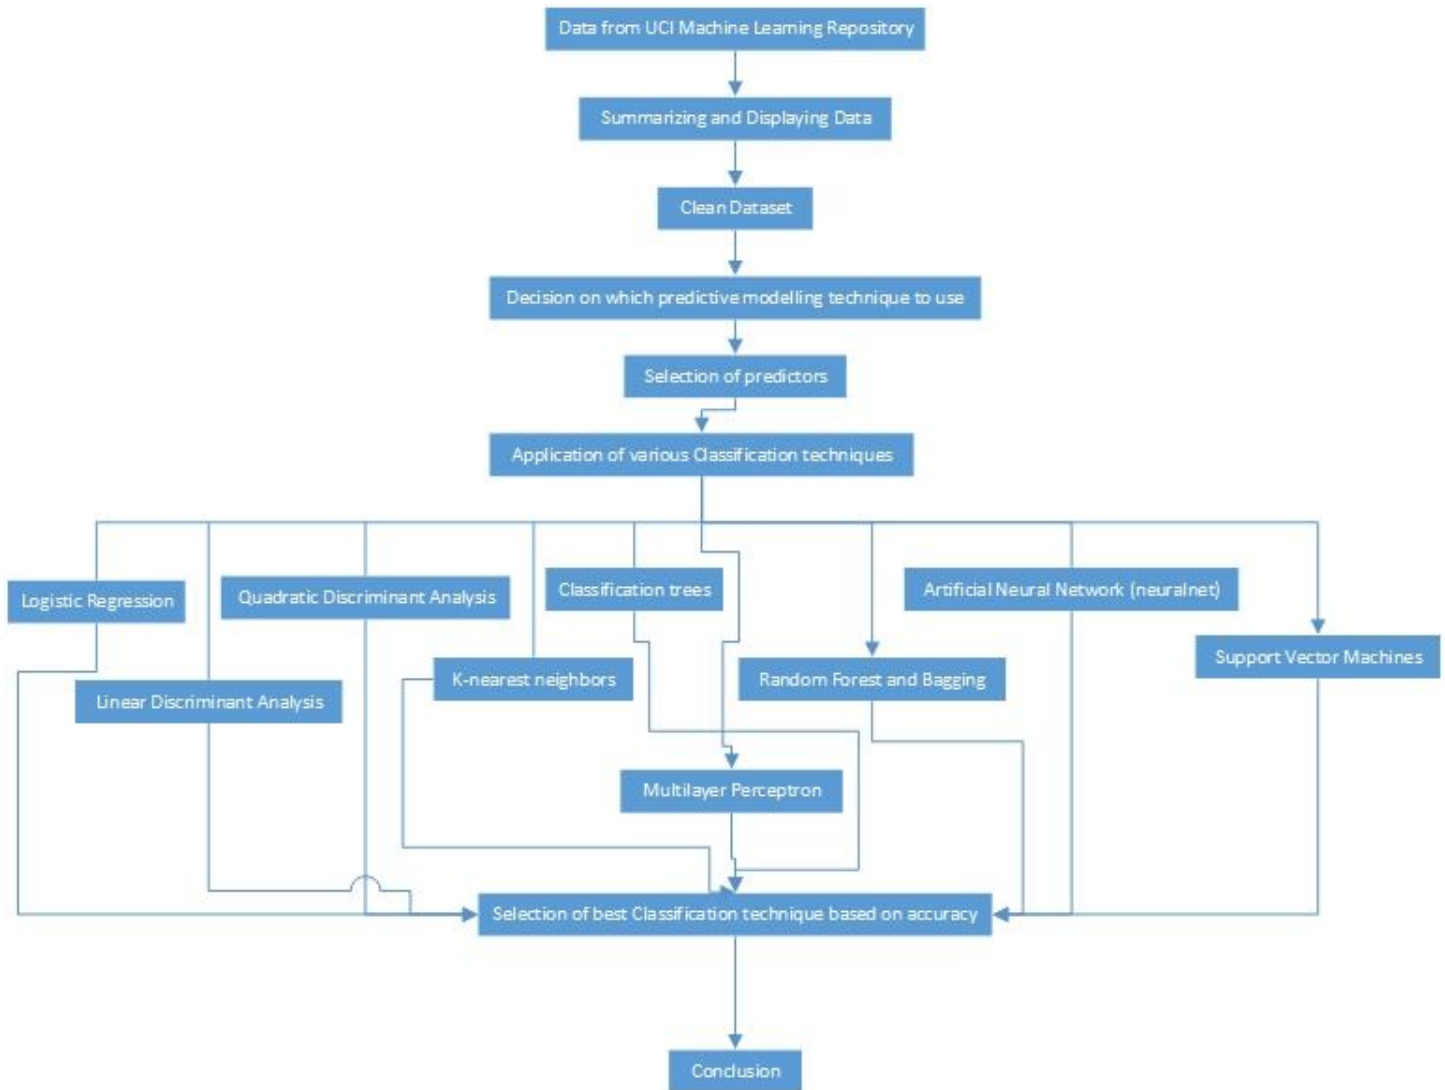 Data from UCI Machine Learning Repository
Summarizing and Displaying Data
Clean Dataset
Decision on which predictive modelling technique to use
Selection of predictors
Application of various Classification techniques
Logistic Regression
Quadratic Discriminant Analysis
Classification trees
Artificial Neural Network (neuralnet)
Linear Discriminant Analysis
K-nearest neighbors
Random Forest and Bagging
Support Vector Machines
Multilayer Perceptron
Selection of best Classification technique based on accuracy
Conclusion